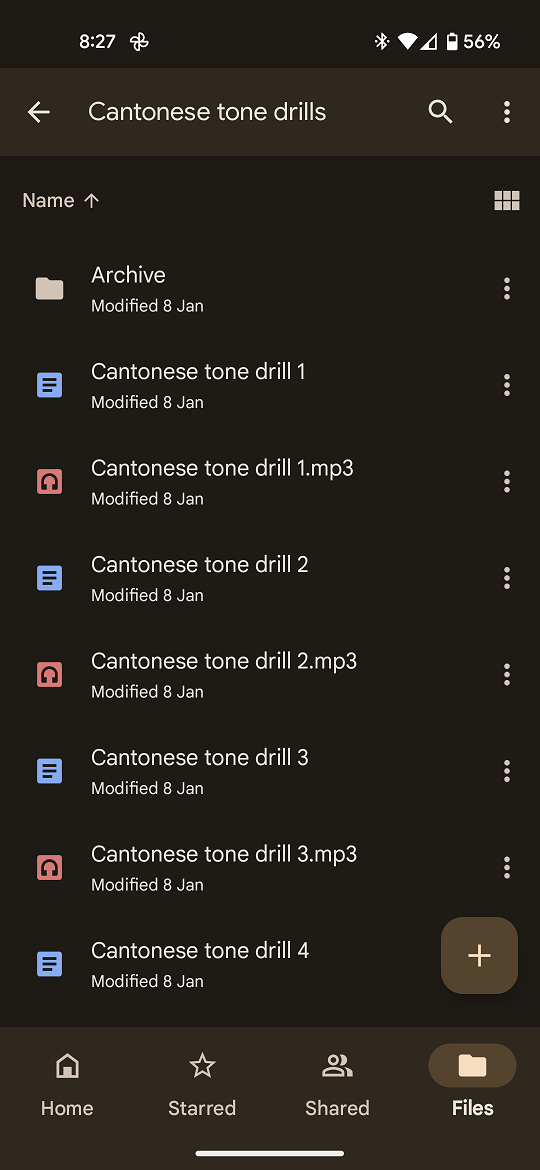 8:27
56%
Cantonese tone drills
Name
Archive
Modified 8 Jan
Cantonese tone drill 1
Modified 8 Jan
Cantonese tone drill 1.mp3
Modified 8 Jan
Cantonese tone drill 2
Modified 8 Jan
Cantonese tone drill 2.mp3
Modified 8 Jan
Cantonese tone drill 3
Modified 8 Jan
Cantonese tone drill 3.mp3
Modified 8 Jan
Cantonese tone drill 4
Modified 8 Jan
Home
Starred
Shared
Files